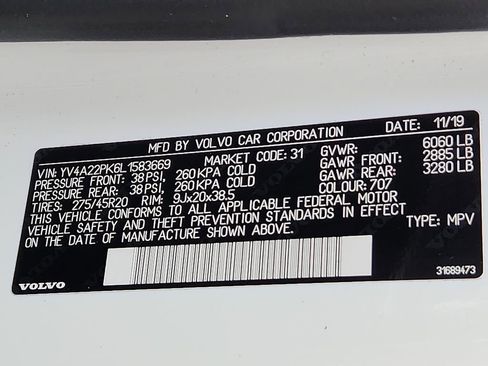 MFD BY VOLVO CAR CORPORATION DATE: 11/19
VIN: YV4A22PK6L1583669 MARKET CODE: 31 GVWR: 6060 LB
PRESSURE FRONT: 38 PSI, 260 KPA COLD GAWR FRONT: 2885 LB
PRESSURE REAR: 38 PSI, 260 KPA COLD GAWR REAR: 3280 LB
TIRES: 275/45R20 RIM: 9Jx20x38.5 COLOUR: 707
THIS VEHICLE CONFORMS TO ALL APPLICABLE FEDERAL MOTOR
VEHICLE SAFETY AND THEFT PREVENTION STANDARDS IN EFFECT
ON THE DATE OF MANUFACTURE SHOWN ABOVE. TYPE: MPV
VOLVO 31689473